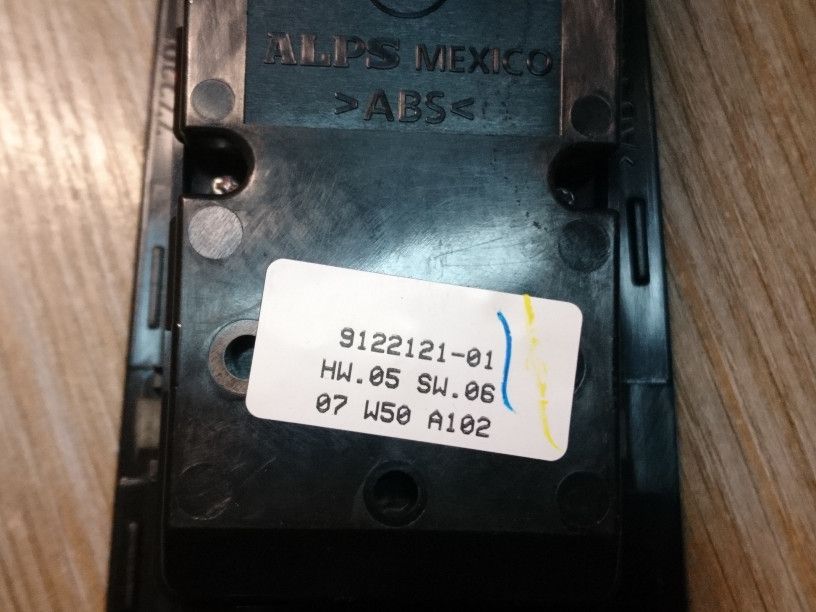 ALPS MEXICO
>ABS<
9122121-01
HW.05 SW.06
07 W50 A102